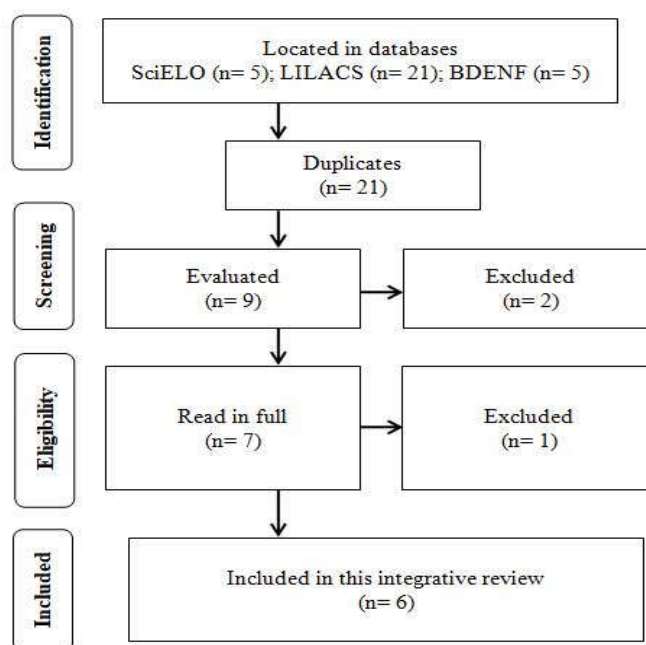 Identification
Located in databases
SciELO (n= 5); LILACS (n= 21); BDENF (n= 5)
Duplicates
(n= 21)
Screening
Evaluated
(n= 9)
Excluded
(n= 2)
Eligibility
Read in full
(n= 7)
Excluded
(n= 1)
Included
Included in this integrative review
(n= 6)